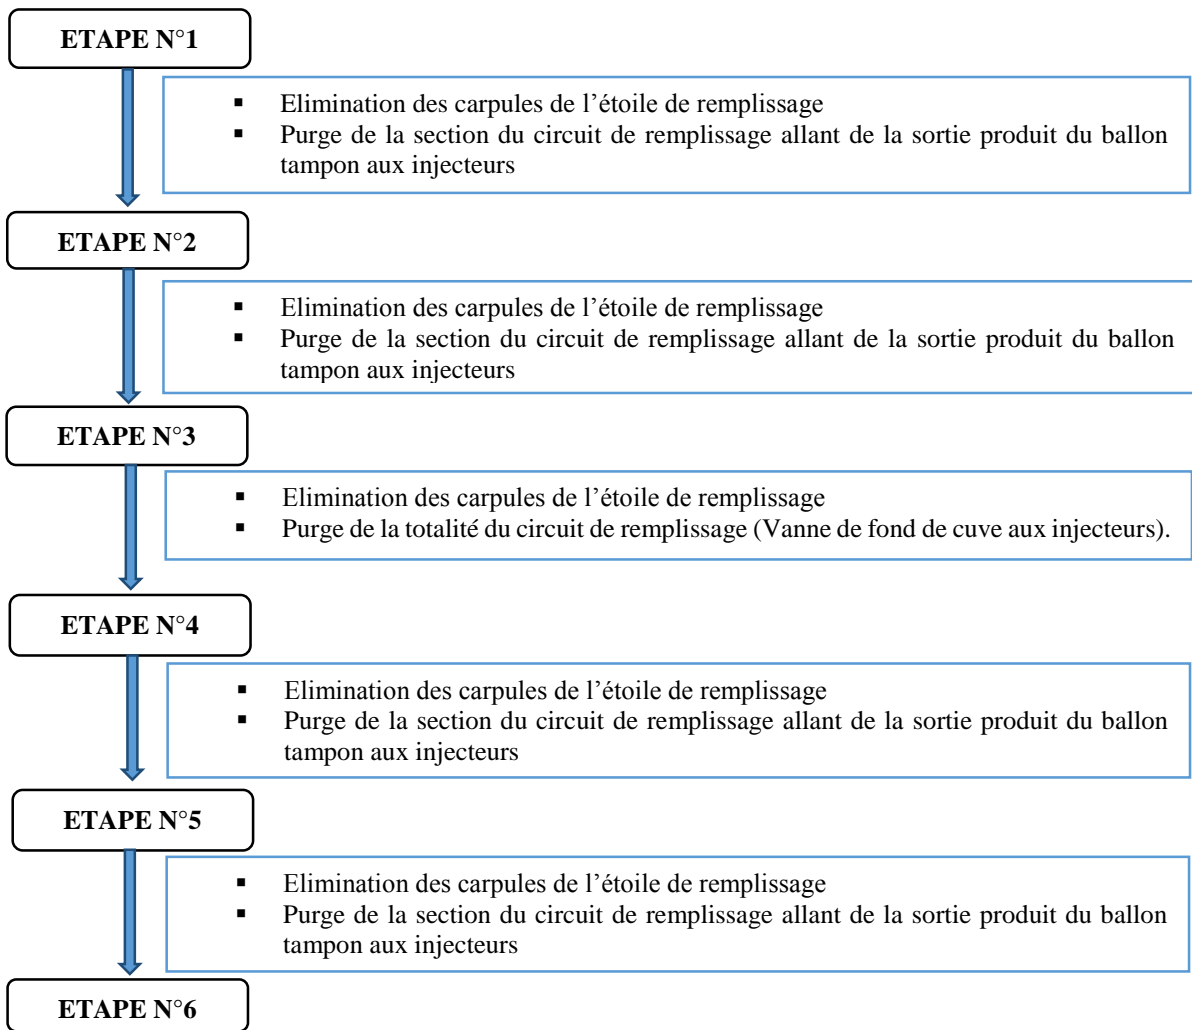 ETAPE N°1
▪ Elimination des carpules de l’étoile de remplissage
▪ Purge de la section du circuit de remplissage allant de la sortie produit du ballon
tampon aux injecteurs
ETAPE N°2
▪ Elimination des carpules de l’étoile de remplissage
▪ Purge de la section du circuit de remplissage allant de la sortie produit du ballon
tampon aux injecteurs
ETAPE N°3
▪ Elimination des carpules de l’étoile de remplissage
▪ Purge de la totalité du circuit de remplissage (Vanne de fond de cuve aux injecteurs).
ETAPE N°4
▪ Elimination des carpules de l’étoile de remplissage
▪ Purge de la section du circuit de remplissage allant de la sortie produit du ballon
tampon aux injecteurs
ETAPE N°5
▪ Elimination des carpules de l’étoile de remplissage
▪ Purge de la section du circuit de remplissage allant de la sortie produit du ballon
tampon aux injecteurs
ETAPE N°6